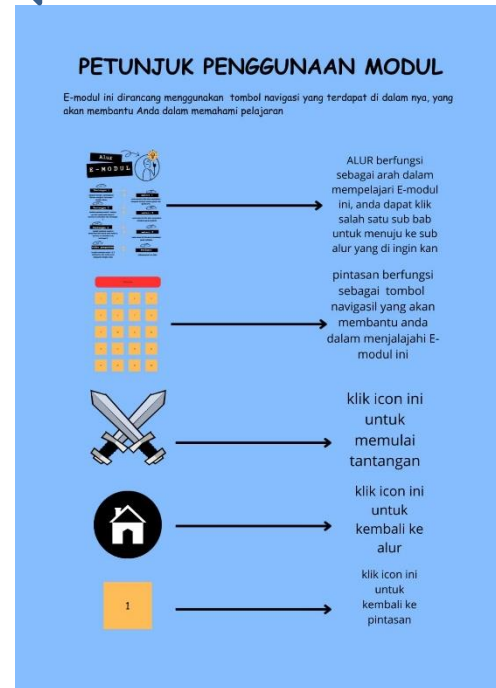 PETUNJUK PENGGUNAAN MODUL
E-modul ini dirancang menggunakan tombol navigasi yang terdapat di dalam nya, yang
akan membantu Anda dalam memahami pelajaran
Alur
E-MODUL
ALUR berfungsi
sebagai arah dalam
mempelajari E-modul
ini, anda dapat klik
salah satu sub bab
untuk menuju ke sub
alur yang di ingin kan
pintasan berfungsi
sebagai tombol
navigasil yang akan
membantu anda
dalam menjalajahi E-
modul ini
klik icon ini
untuk
memulai
tantangan
klik icon ini
untuk
kembali ke
alur
1
klik icon ini
untuk
kembali ke
pintasan